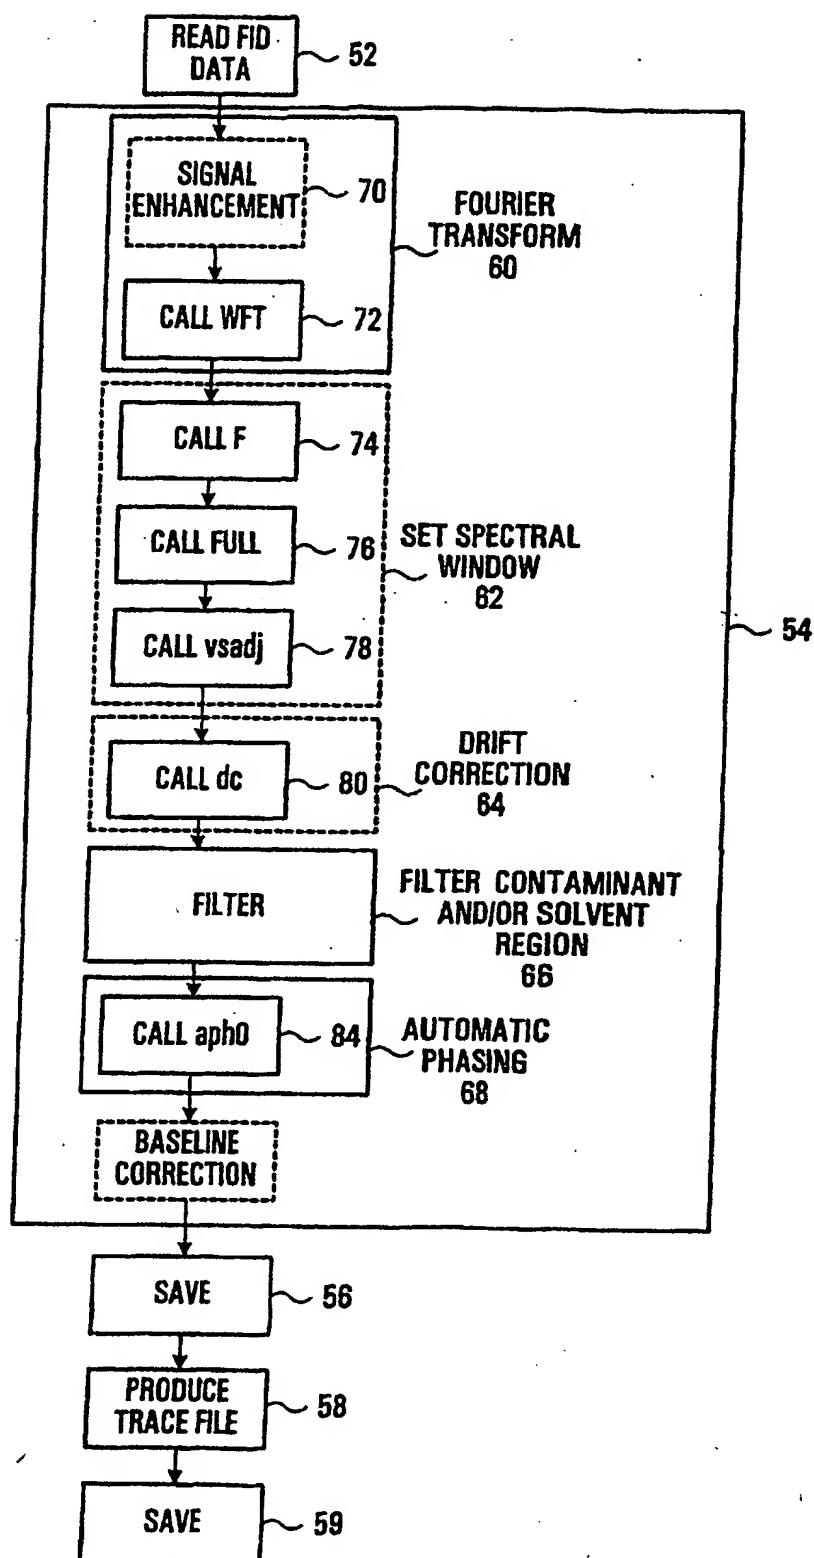 READ FID
DATA
52
SIGNAL
ENHANCEMENT
70
FOURIER
TRANSFORM
60
CALL WFT
72
CALL F
74
CALL FULL
76
SET SPECTRAL
WINDOW
62
CALL vsadj
78
54
CALL dc
80
DRIFT
CORRECTION
64
FILTER
FILTER CONTAMINANT
AND/OR SOLVENT
REGION
66
CALL aph0
84
AUTOMATIC
PHASING
68
BASELINE
CORRECTION
SAVE
56
PRODUCE
TRACE FILE
58
SAVE
59